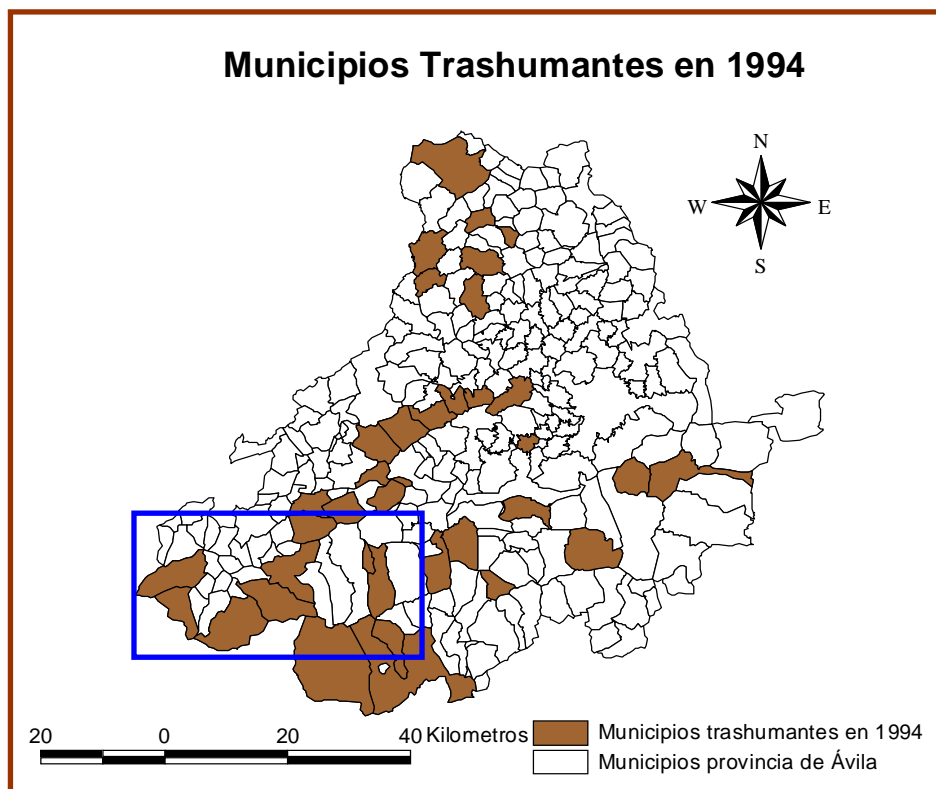 Municipios Trashumantes en 1994
N
W E
S
20 0 20 40 Kilometros
Municipios trashumantes en 1994
Municipios provincia de Ávila